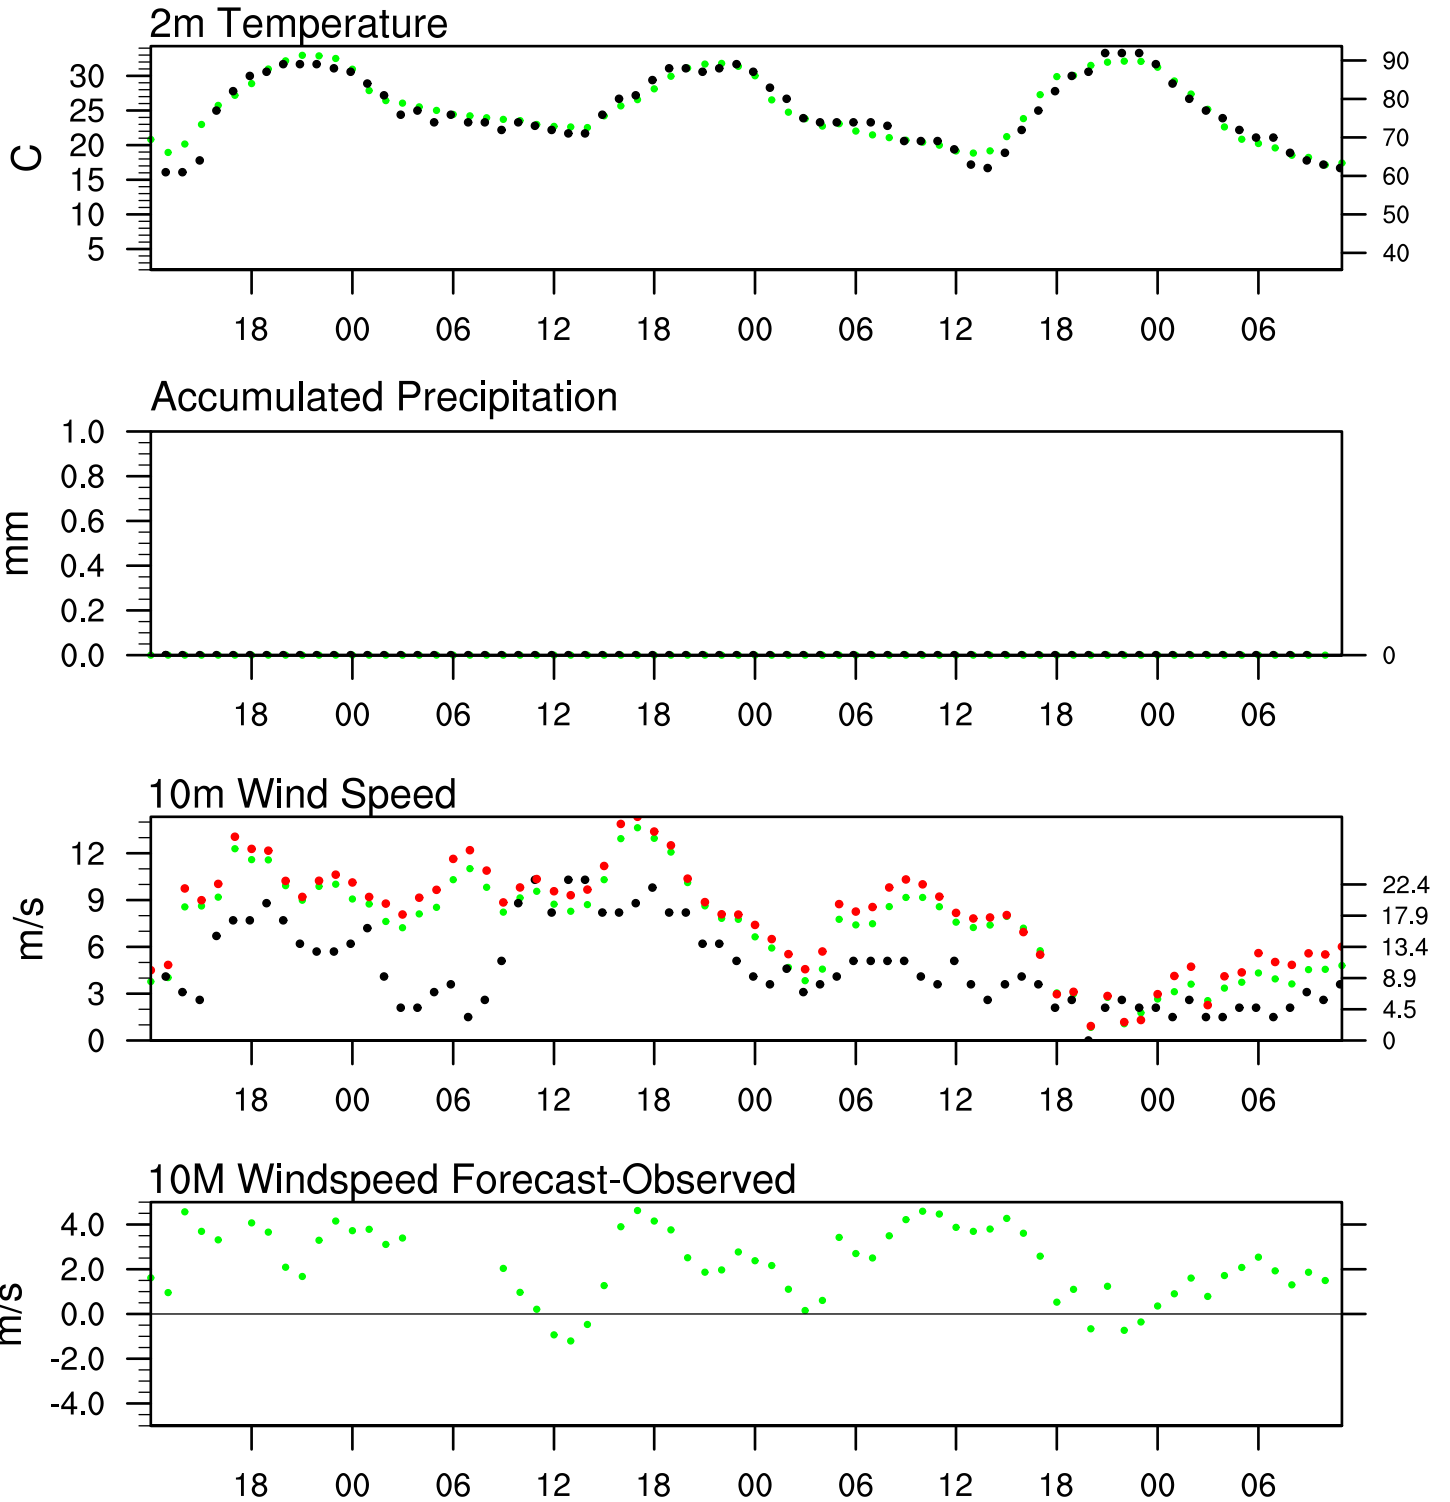 2m Temperature
30
25
20
15
10
5
C
90
80
70
60
50
40
18 00 06 12 18 00 06 12 18 00 06
Accumulated Precipitation
1.0
0.8
0.6
0.4
0.2
0.0
mm
0
18 00 06 12 18 00 06 12 18 00 06
10m Wind Speed
12
9
6
3
0
m/s
22.4
17.9
13.4
8.9
4.5
0
18 00 06 12 18 00 06 12 18 00 06
10M Windspeed Forecast-Observed
4.0
2.0
0.0
-2.0
-4.0
m/s
18 00 06 12 18 00 06 12 18 00 06